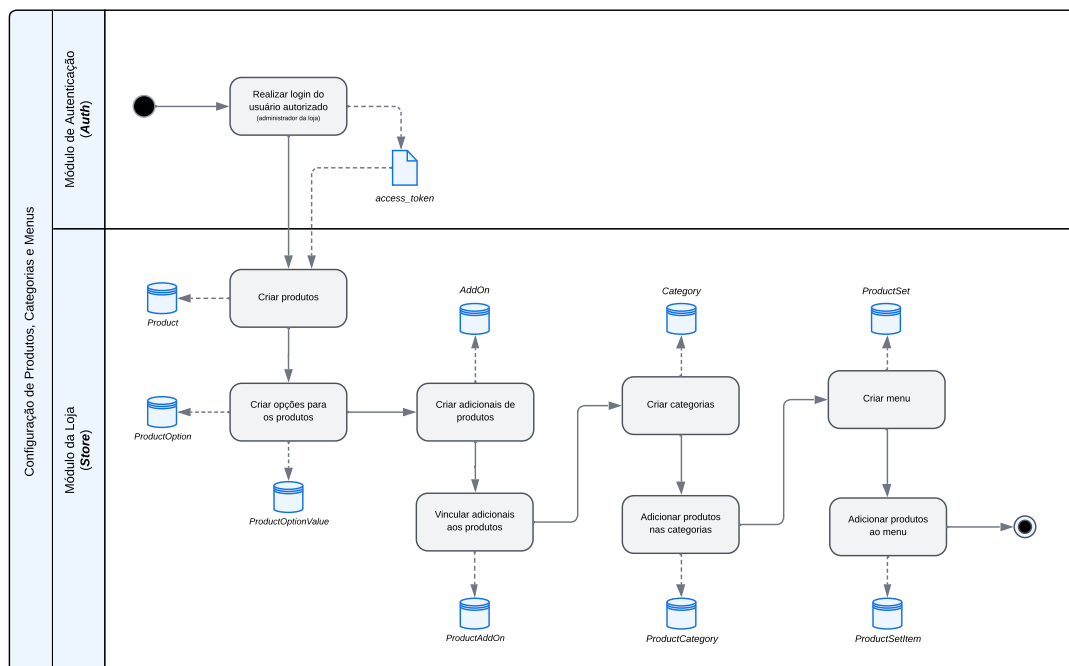 Configuração de Produtos, Categorias e Menus
Módulo de Autenticação
(Auth)
Realizar login do
usuário autorizado
(administrador da loja)
access_token
Módulo da Loja
(Store)
Criar produtos
Product
Criar opções para
os produtos
ProductOption
ProductOptionValue
AddOn
Criar adicionais de
produtos
Vincular adicionais
aos produtos
ProductAddOn
Category
Criar categorias
Adicionar produtos
nas categorias
ProductCategory
ProductSet
Criar menu
Adicionar produtos
ao menu
ProductSetItem